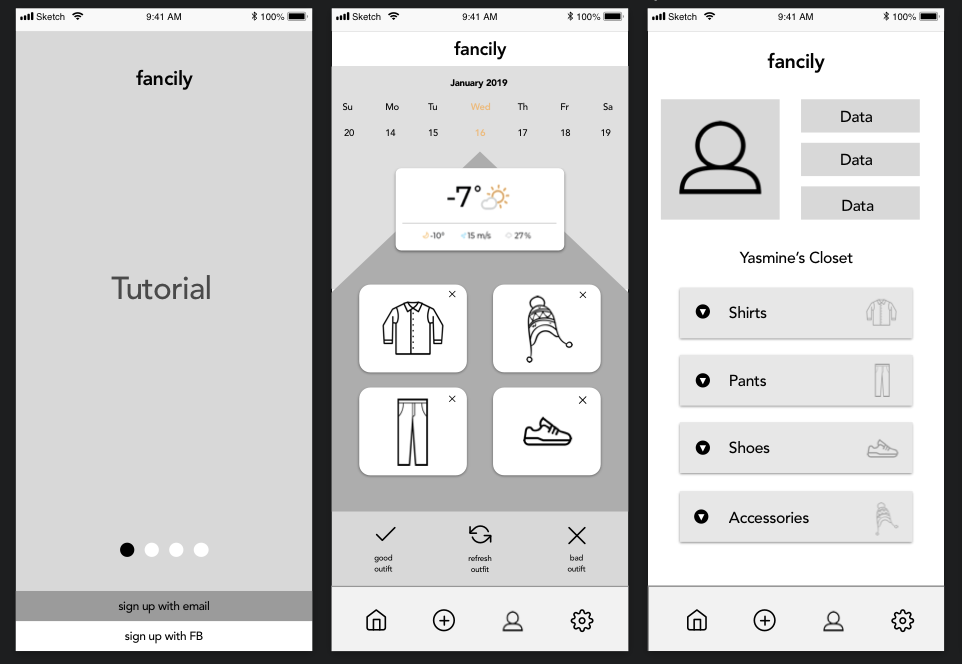 Sketch 9:41 AM 100%
fancily
Tutorial
sign up with email
sign up with FB
Sketch 9:41 AM 100%
fancily
January 2019
Su Mo Tu Wed Th Fr Sa
20 14 15 16 17 18 19
-7°
-10° 15 m/s 27%
good
outift
refresh
outfit
bad
outift
Sketch 9:41 AM 100%
fancily
Data
Data
Data
Yasmine's Closet
Shirts
Pants
Shoes
Accessories